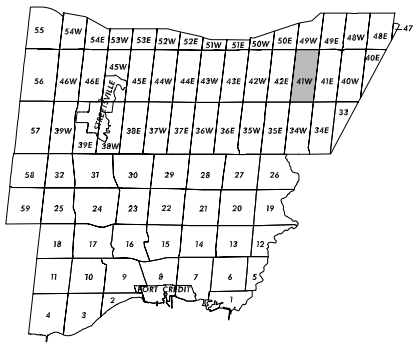 55 54W 54E 53W 53E 52W 52E 51W 51E 50W 50E 49W 49E 48W 48E 47
56 46W 46E 45W 45E 44W 44E 43W 43E 42W 42E 41W 41E 40W 40E
STREETSVILLE
57 39W 39E 38W 38E 37W 37E 36W 36E 35W 35E 34W 34E 33
58 32 31 30 29 28 27 26
59 25 24 23 22 21 20 19
18 17 16 15 14 13 12
11 10 9 8 7 6 5
PORT CREDIT
4 3 2 1